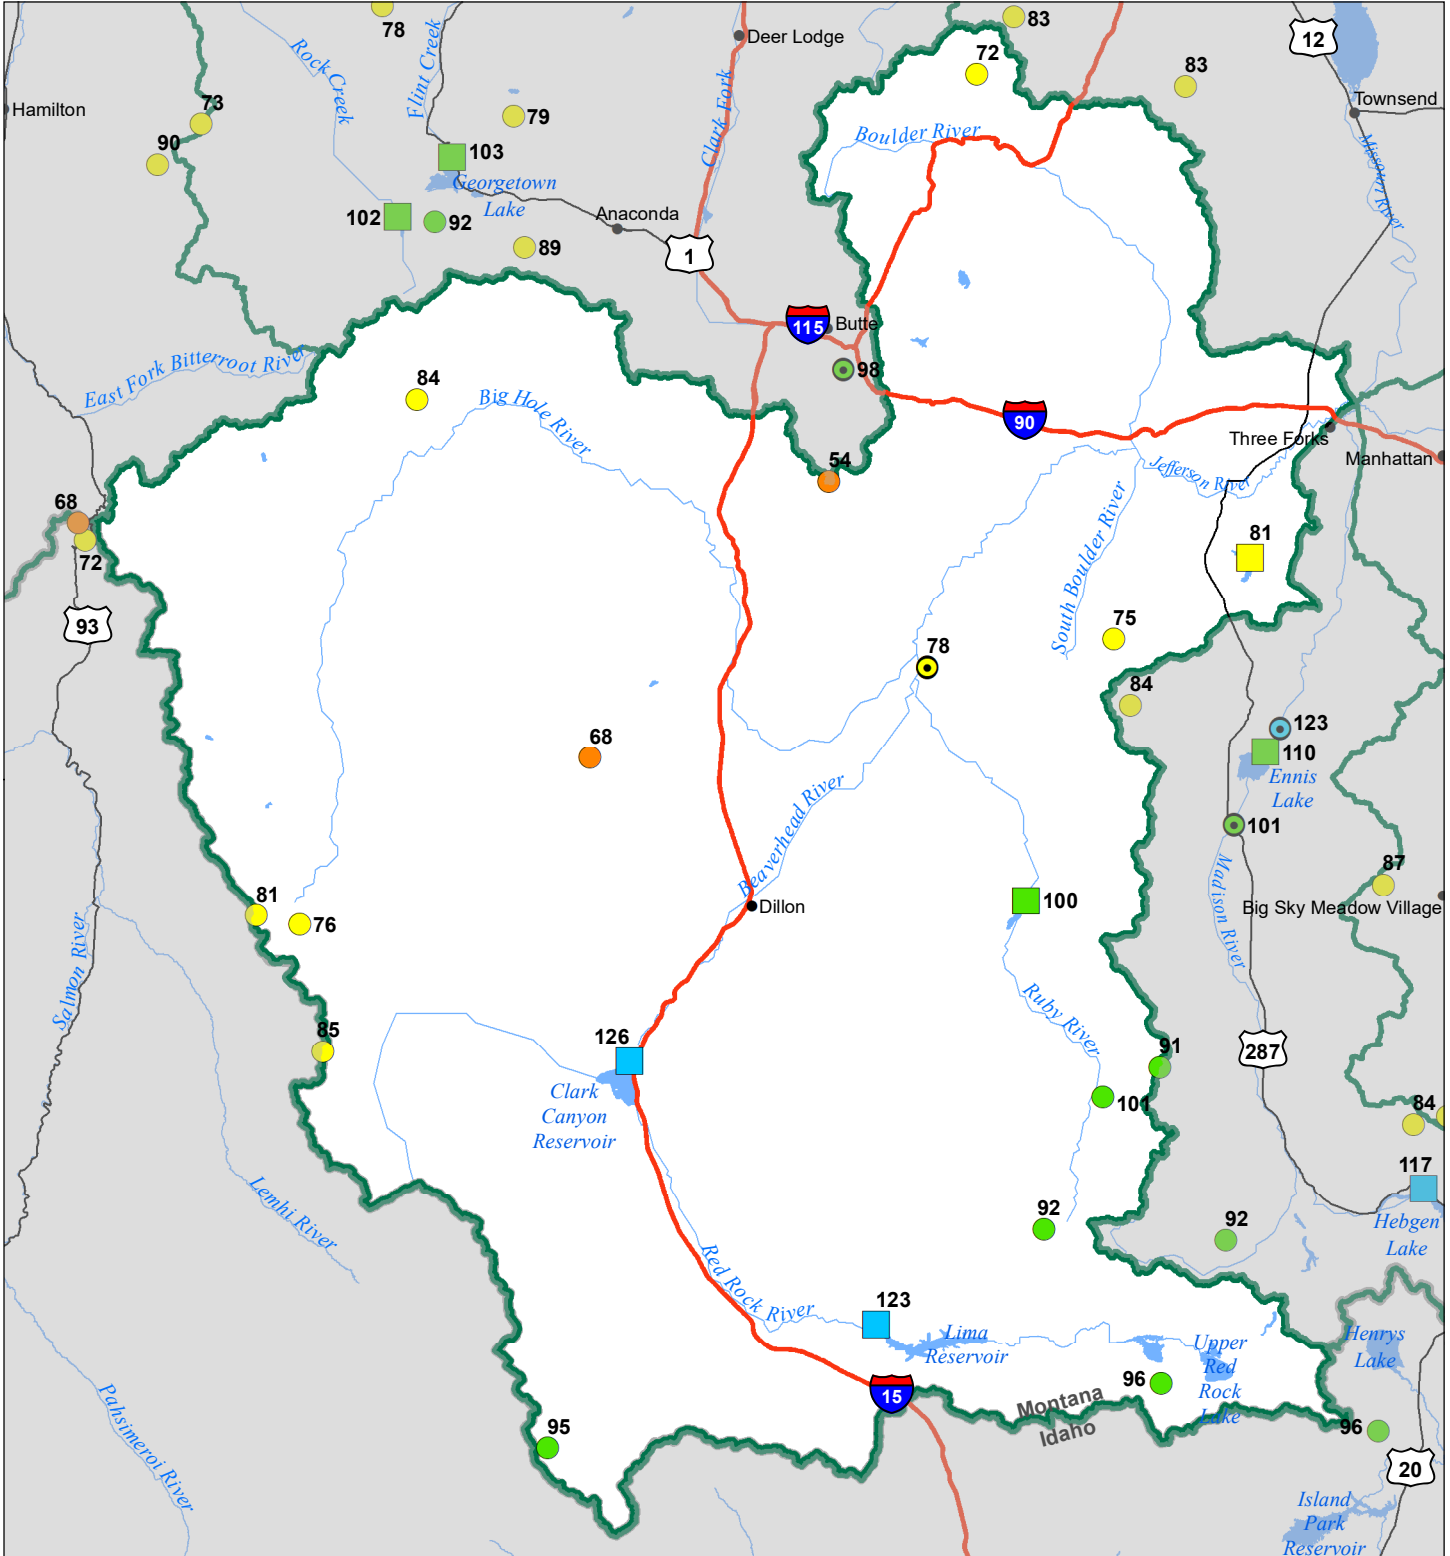 78
83
12
Deer Lodge
72
83
Rock Creek
Flint Creek
Clark Fork
Townsend
Hamilton
73
79
Boulder River
90
103
Georgetown
Lake
Missouri River
102
92
Anaconda
89
1
115
Butte
98
East Fork Bitterroot River
84
Big Hole River
90
Three Forks
Manhattan
54
Jefferson River
68
72
81
South Boulder River
93
75
78
84
123
110
Ennis
Lake
68
101
Beaverhead River
Madison River
87
81
76
Dillon
100
Big Sky Meadow Village
Salmon River
Ruby River
85
126
Clark
Canyon
Reservoir
91
287
101
84
117
Lemhi River
92
92
Hebgen
Lake
Red Rock River
123
Lima
Reservoir
Upper
Red
Rock
Lake
Henrys
Lake
96
15
Montana
Idaho
Pahsimeroi River
95
96
20
Island
Park
Reservoir